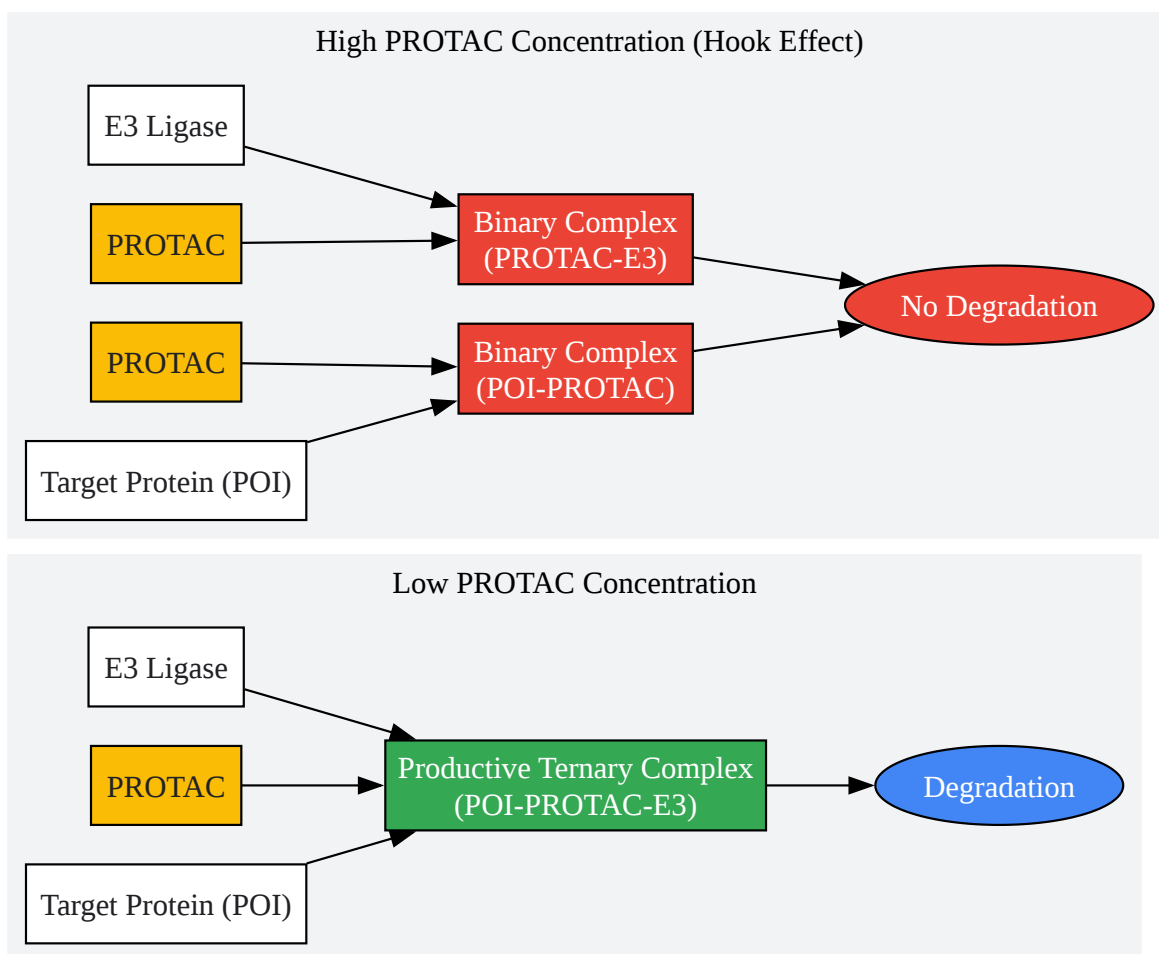 High PROTAC Concentration (Hook Effect)
E3 Ligase
PROTAC
PROTAC
Target Protein (POI)
Binary Complex
(PROTAC-E3)
Binary Complex
(POI-PROTAC)
No Degradation
Low PROTAC Concentration
E3 Ligase
PROTAC
Target Protein (POI)
Productive Ternary Complex
(POI-PROTAC-E3)
Degradation